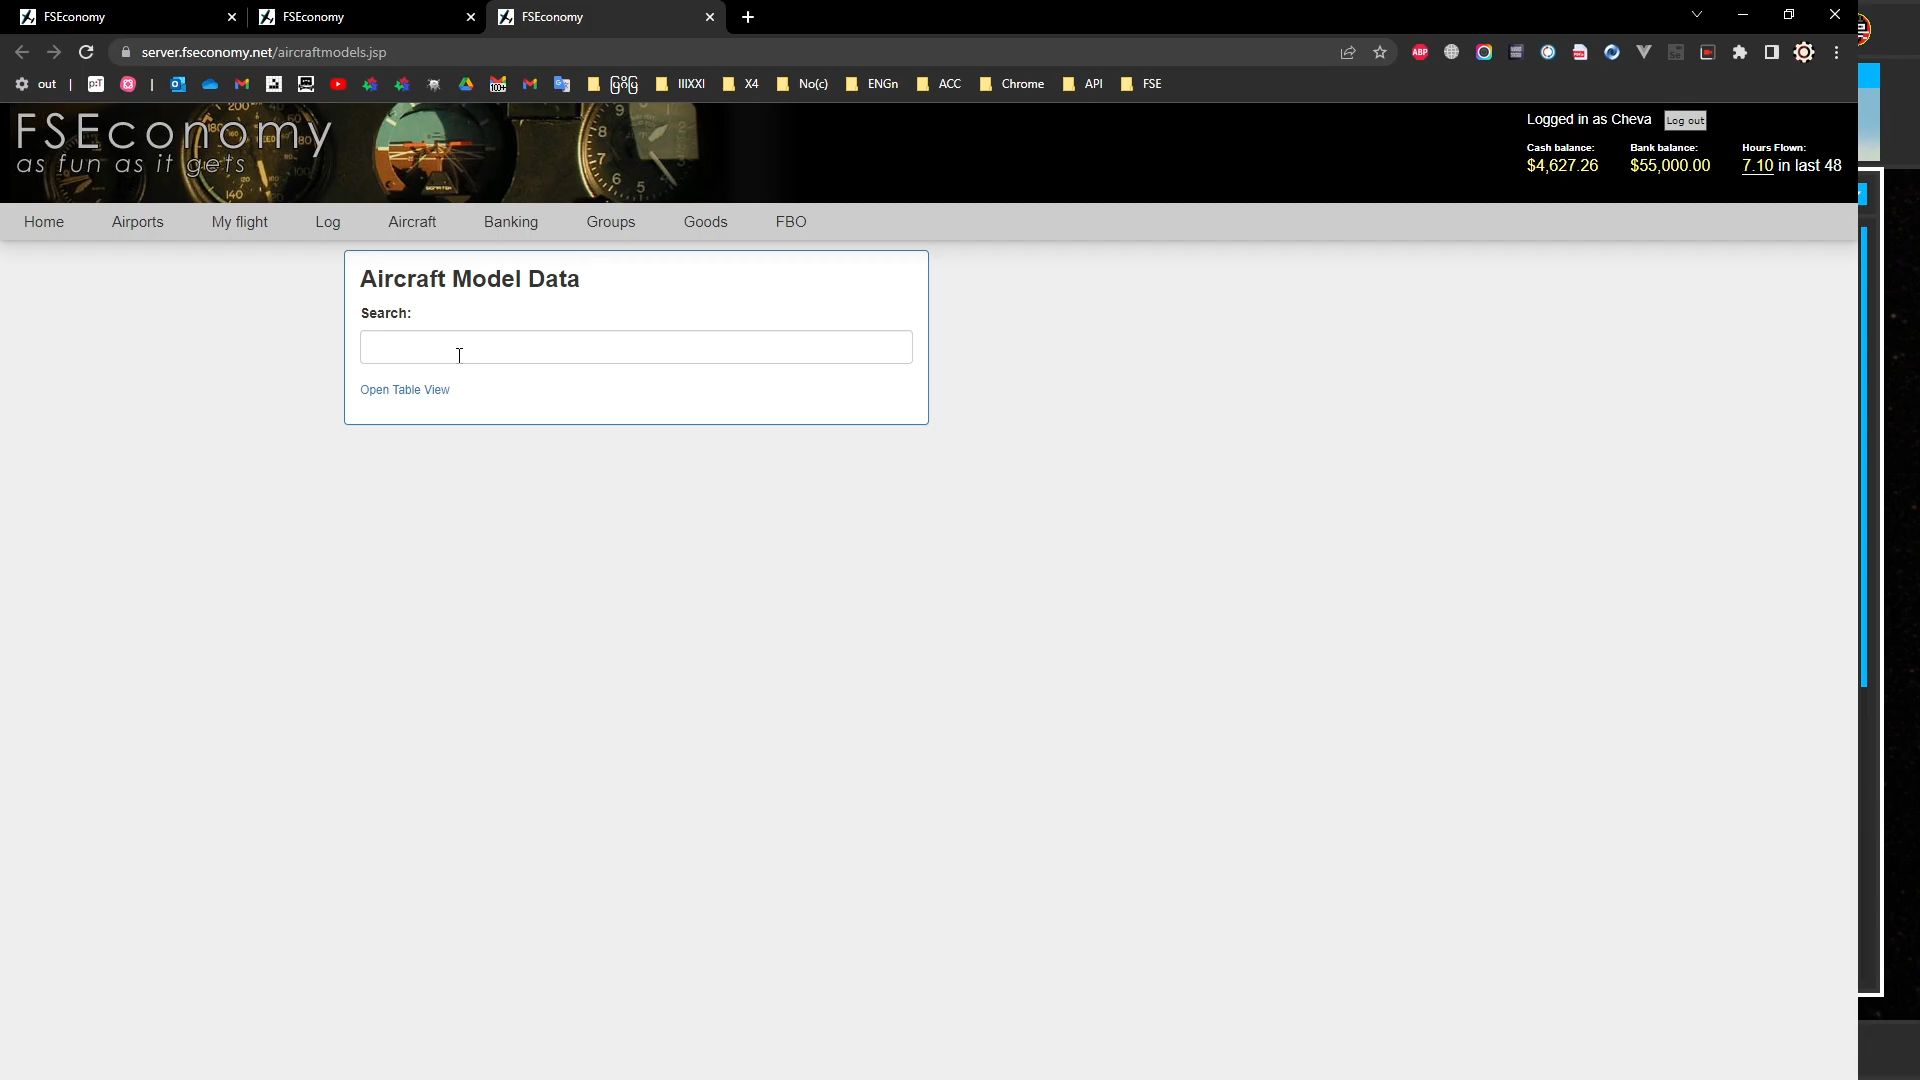 FSEconomy
FSEconomy
FSEconomy
server.fseconomy.net/aircraftmodels.jsp
ABP
out | p:T | 100+ IIIXXI X4 No(c) ENGn ACC Chrome API FSE
FSEconomy
as fun as it gets
Logged in as Cheva Log out
Cash balance: Bank balance: Hours Flown:
$4,627.26 $55,000.00 7.10 in last 48
Home Airports My flight Log Aircraft Banking Groups Goods FBO
Aircraft Model Data
Search:
Open Table View